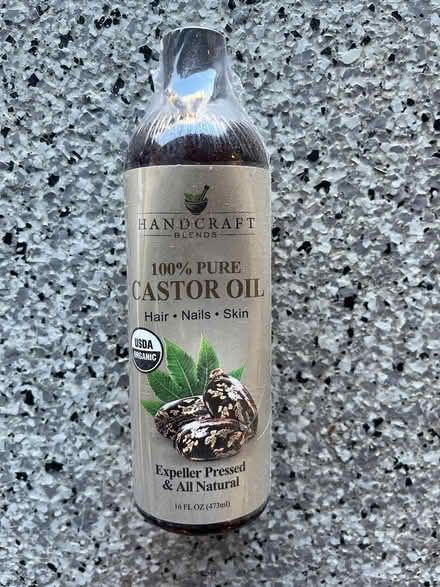 HANDCRAFT
BLENDS
100% PURE
CASTOR OIL
Hair • Nails • Skin
USDA
ORGANIC
Expeller Pressed
& All Natural
16 FL OZ (473ml)